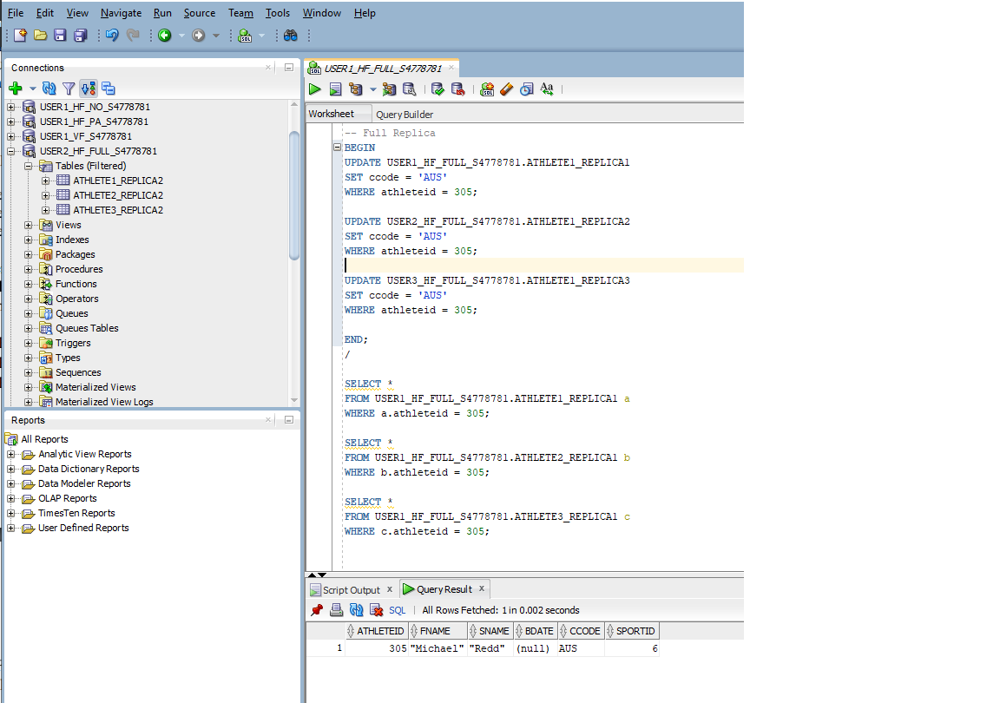 File Edit View Navigate Run Source Team Tools Window Help
Connections
USER1_HF_NO_S4778781
USER1_HF_PA_S4778781
USER1_VF_S4778781
USER2_HF_FULL_S4778781
Tables (Filtered)
ATHLETE1_REPLICA2
ATHLETE2_REPLICA2
ATHLETE3_REPLICA2
Views
Indexes
Packages
Procedures
Functions
Operators
Queues
Queues Tables
Triggers
Types
Sequences
Materialized Views
Materialized View Logs
Reports
All Reports
Analytic View Reports
Data Dictionary Reports
Data Modeler Reports
OLAP Reports
TimesTen Reports
User Defined Reports
USER1_HF_FULL_S4778781
Worksheet Query Builder
-- Full Replica
BEGIN
UPDATE USER1_HF_FULL_S4778781.ATHLETE1_REPLICA1
SET ccode = 'AUS'
WHERE athleteid = 305;
UPDATE USER2_HF_FULL_S4778781.ATHLETE1_REPLICA2
SET ccode = 'AUS'
WHERE athleteid = 305;
UPDATE USER3_HF_FULL_S4778781.ATHLETE1_REPLICA3
SET ccode = 'AUS'
WHERE athleteid = 305;
END;
/
SELECT *
FROM USER1_HF_FULL_S4778781.ATHLETE1_REPLICA1 a
WHERE a.athleteid = 305;
SELECT *
FROM USER1_HF_FULL_S4778781.ATHLETE2_REPLICA1 b
WHERE b.athleteid = 305;
SELECT *
FROM USER1_HF_FULL_S4778781.ATHLETE3_REPLICA1 c
WHERE c.athleteid = 305;
Script Output x Query Result x
SQL | All Rows Fetched: 1 in 0.002 seconds
ATHLETEID FNAME SNAME BDATE CCODE SPORTID
1 305 "Michael" "Redd" (null) AUS 6